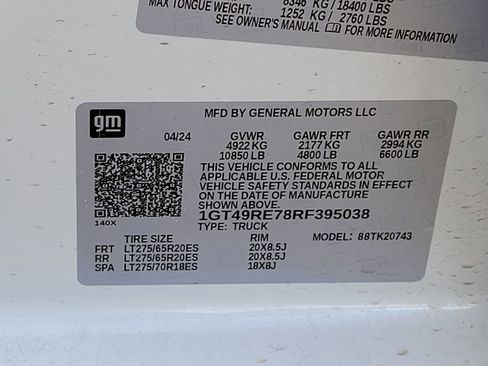 8346 KG / 18400 LBS
MAX TONGUE WEIGHT: 1252 KG / 2760 LBS
SEE OWNER'S MANUAL FOR MORE INFORMATION
gm
MFD BY GENERAL MOTORS LLC
04/24 GVWR GAWR FRT GAWR RR
4922 KG 2177 KG 2994 KG
10850 LB 4800 LB 6600 LB
THIS VEHICLE CONFORMS TO ALL
APPLICABLE U.S. FEDERAL MOTOR
VEHICLE SAFETY STANDARDS IN EFFECT
ON THE DATE OF MANUFACTURE
SHOWN ABOVE.
1GT49RE78RF395038
140X
TYPE: TRUCK
TIRE SIZE RIM MODEL: 88TK20743
FRT LT275/65R20ES 20X8.5J
RR LT275/65R20ES 20X8.5J
SPA LT275/70R18ES 18X8J